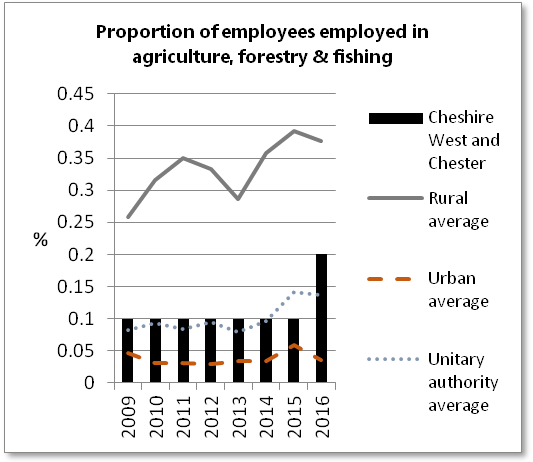 Proportion of employees employed in
agriculture, forestry & fishing
0.45
0.4
0.35
0.3
0.25
0.2
0.15
0.1
0.05
0
%
2009
2010
2011
2012
2013
2014
2015
2016
Cheshire
West and
Chester
Rural
average
Urban
average
Unitary
authority
average